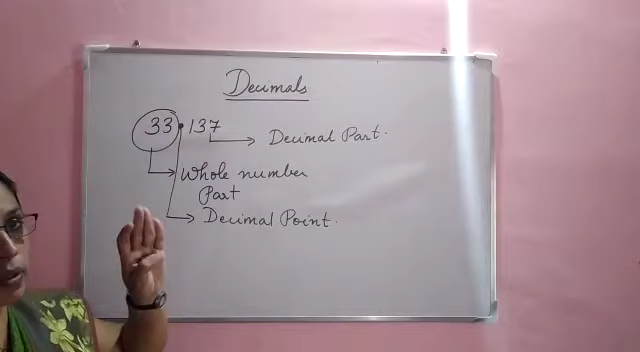 Decimals
33.137
Decimal Part.
Whole number
Part
Decimal Point.